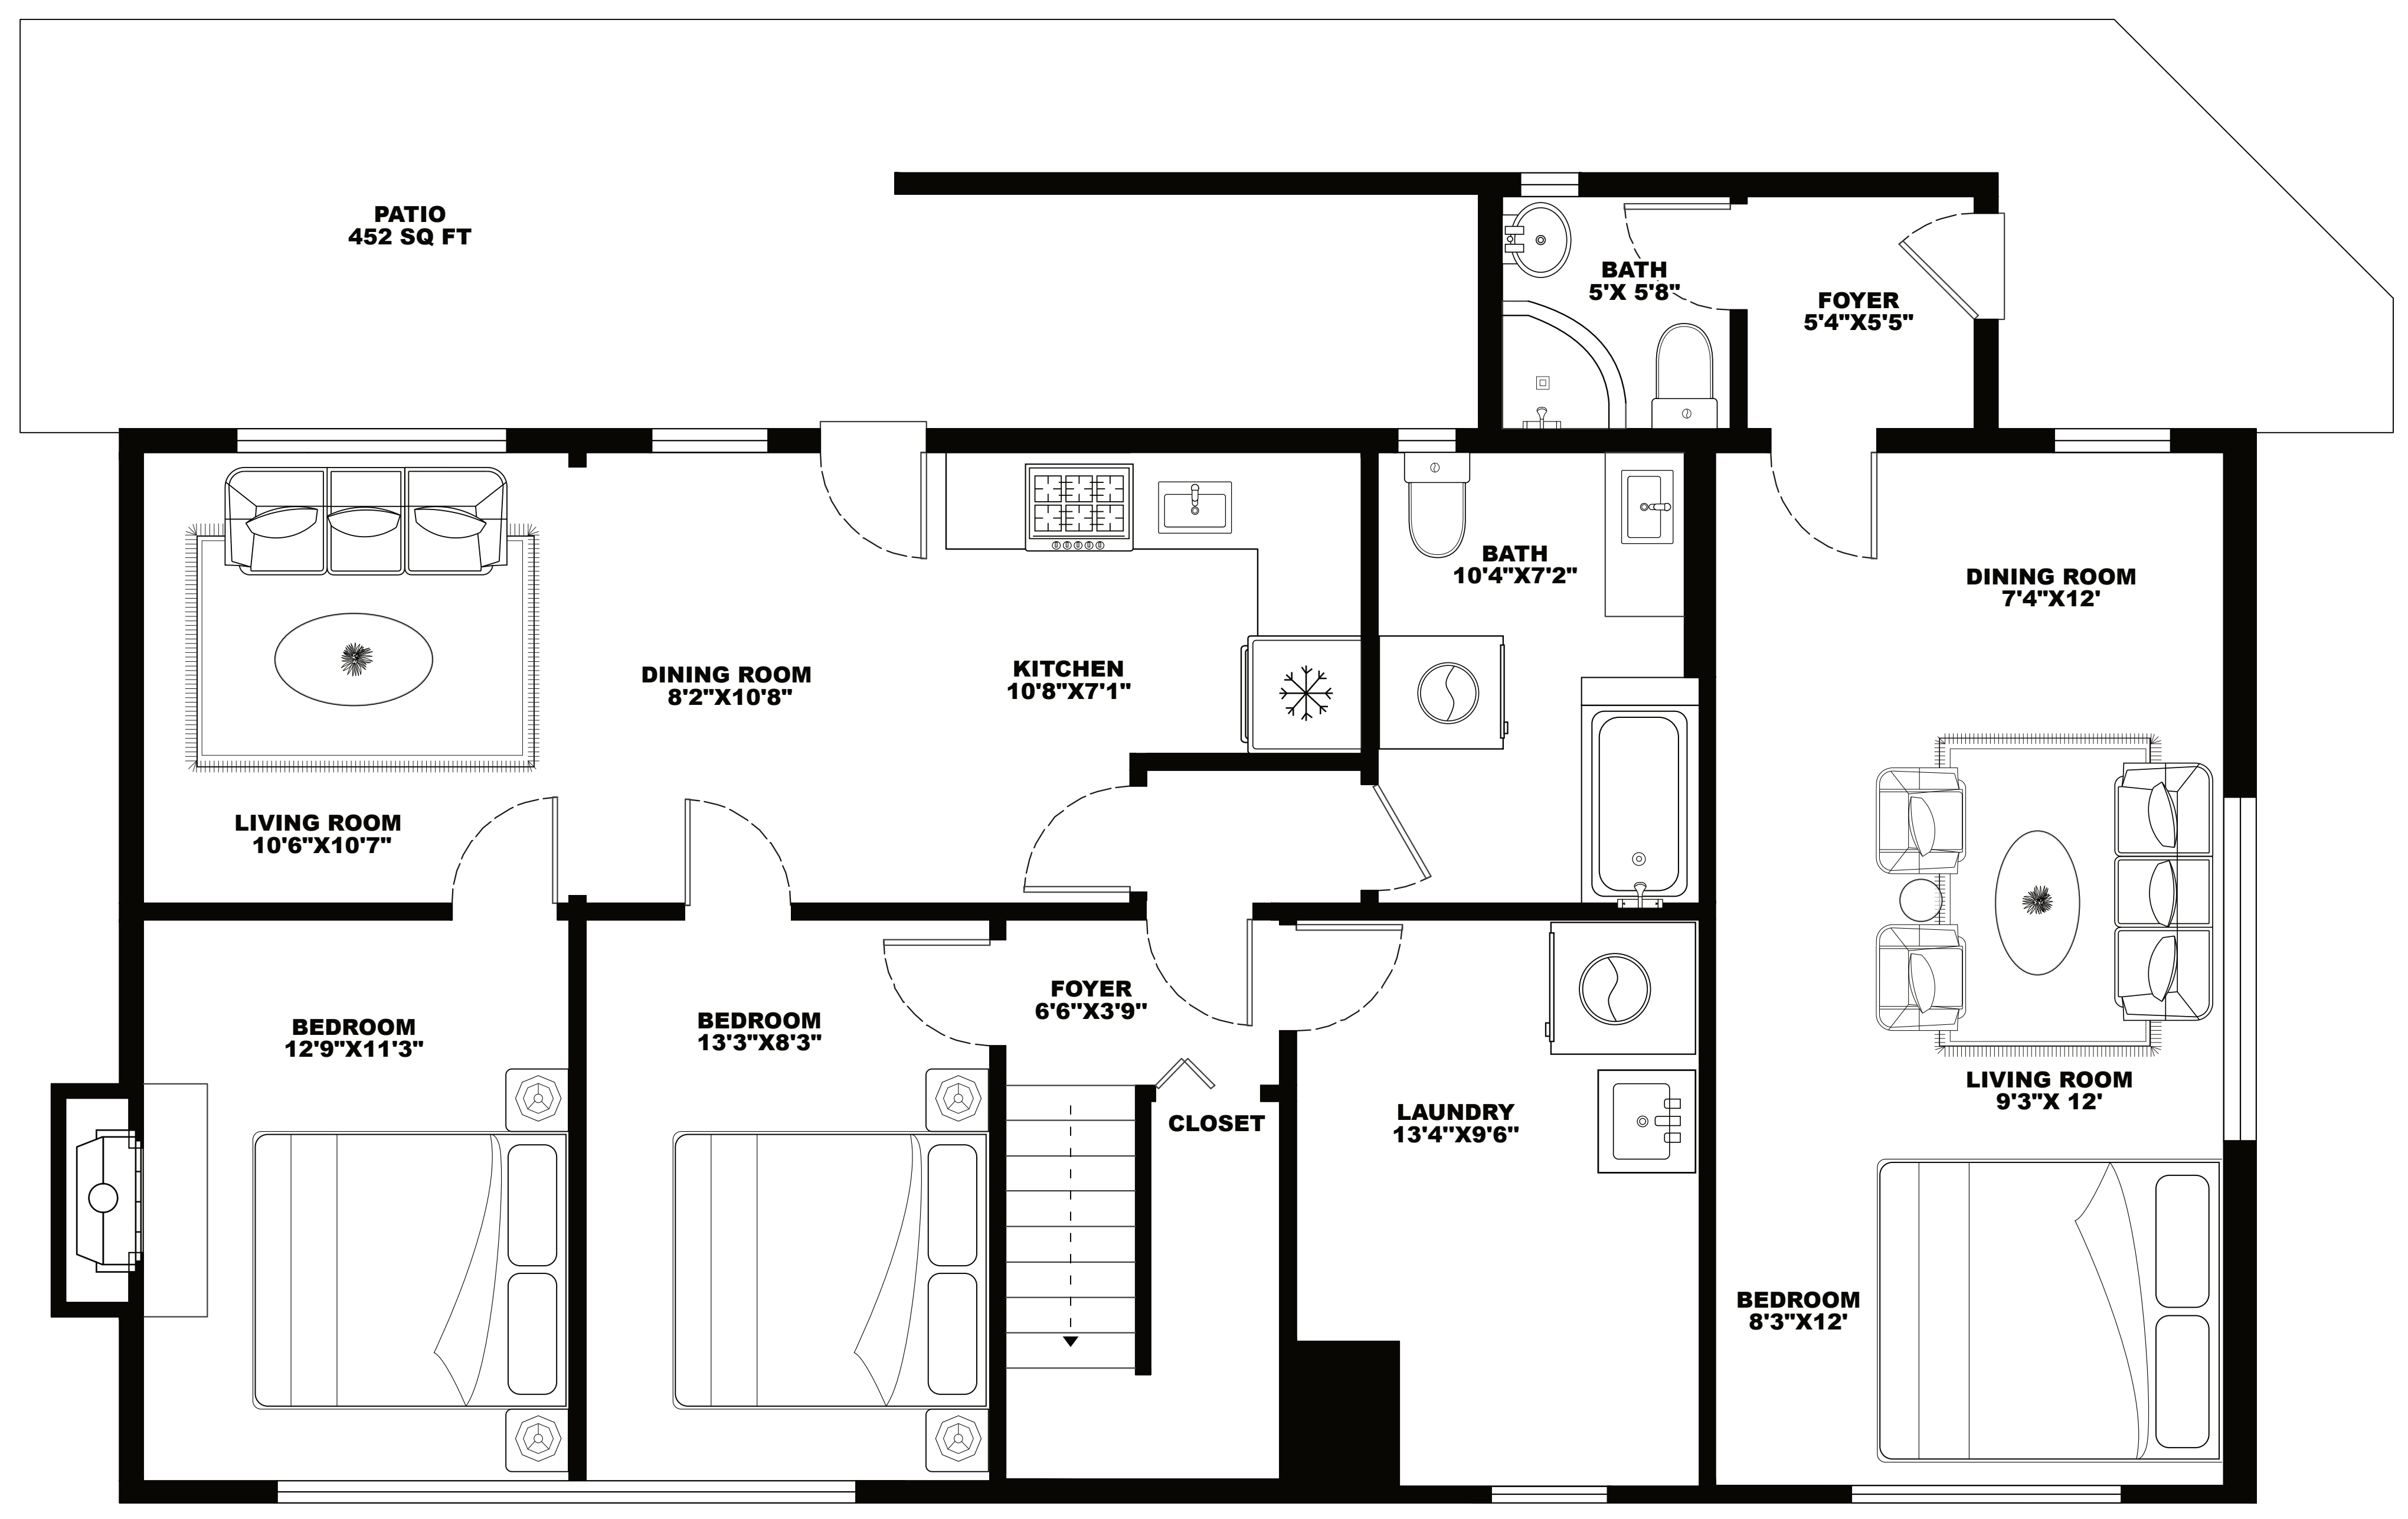 PATIO
452 SQ FT
BATH
5'X 5'8"
FOYER
5'4"X5'5"
BATH
10'4"X7'2"
DINING ROOM
7'4"X12'
DINING ROOM
8'2"X10'8"
KITCHEN
10'8"X7'1"
LIVING ROOM
10'6"X10'7"
BEDROOM
12'9"X11'3"
BEDROOM
13'3"X8'3"
FOYER
6'6"X3'9"
CLOSET
LAUNDRY
13'4"X9'6"
LIVING ROOM
9'3"X 12'
BEDROOM
8'3"X12'